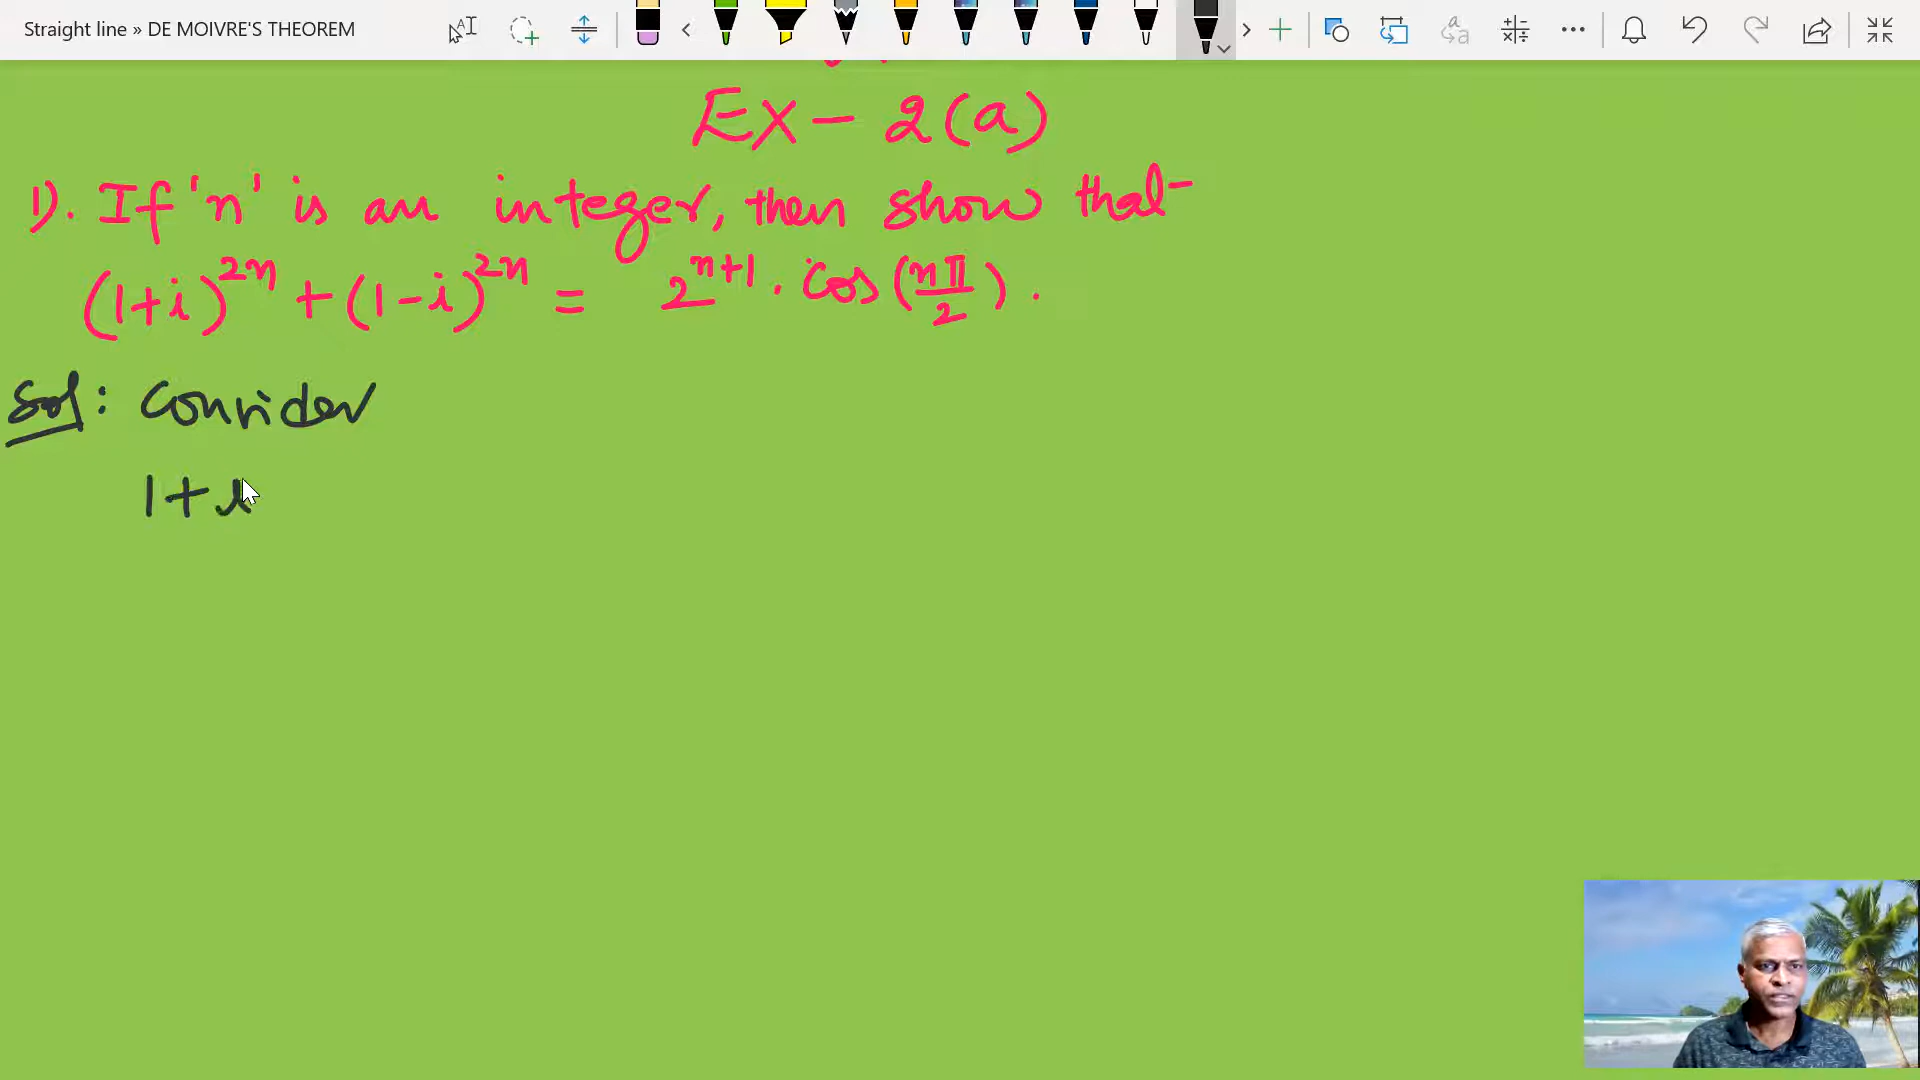 Straight line » DE MOIVRE'S THEOREM
Ex - 2(a)
1). If 'n' is an integer, then show that
(1+i)^{2n} + (1-i)^{2n} = 2^{n+1} . Cos(nπ/2) .
Sol: Consider
1+i